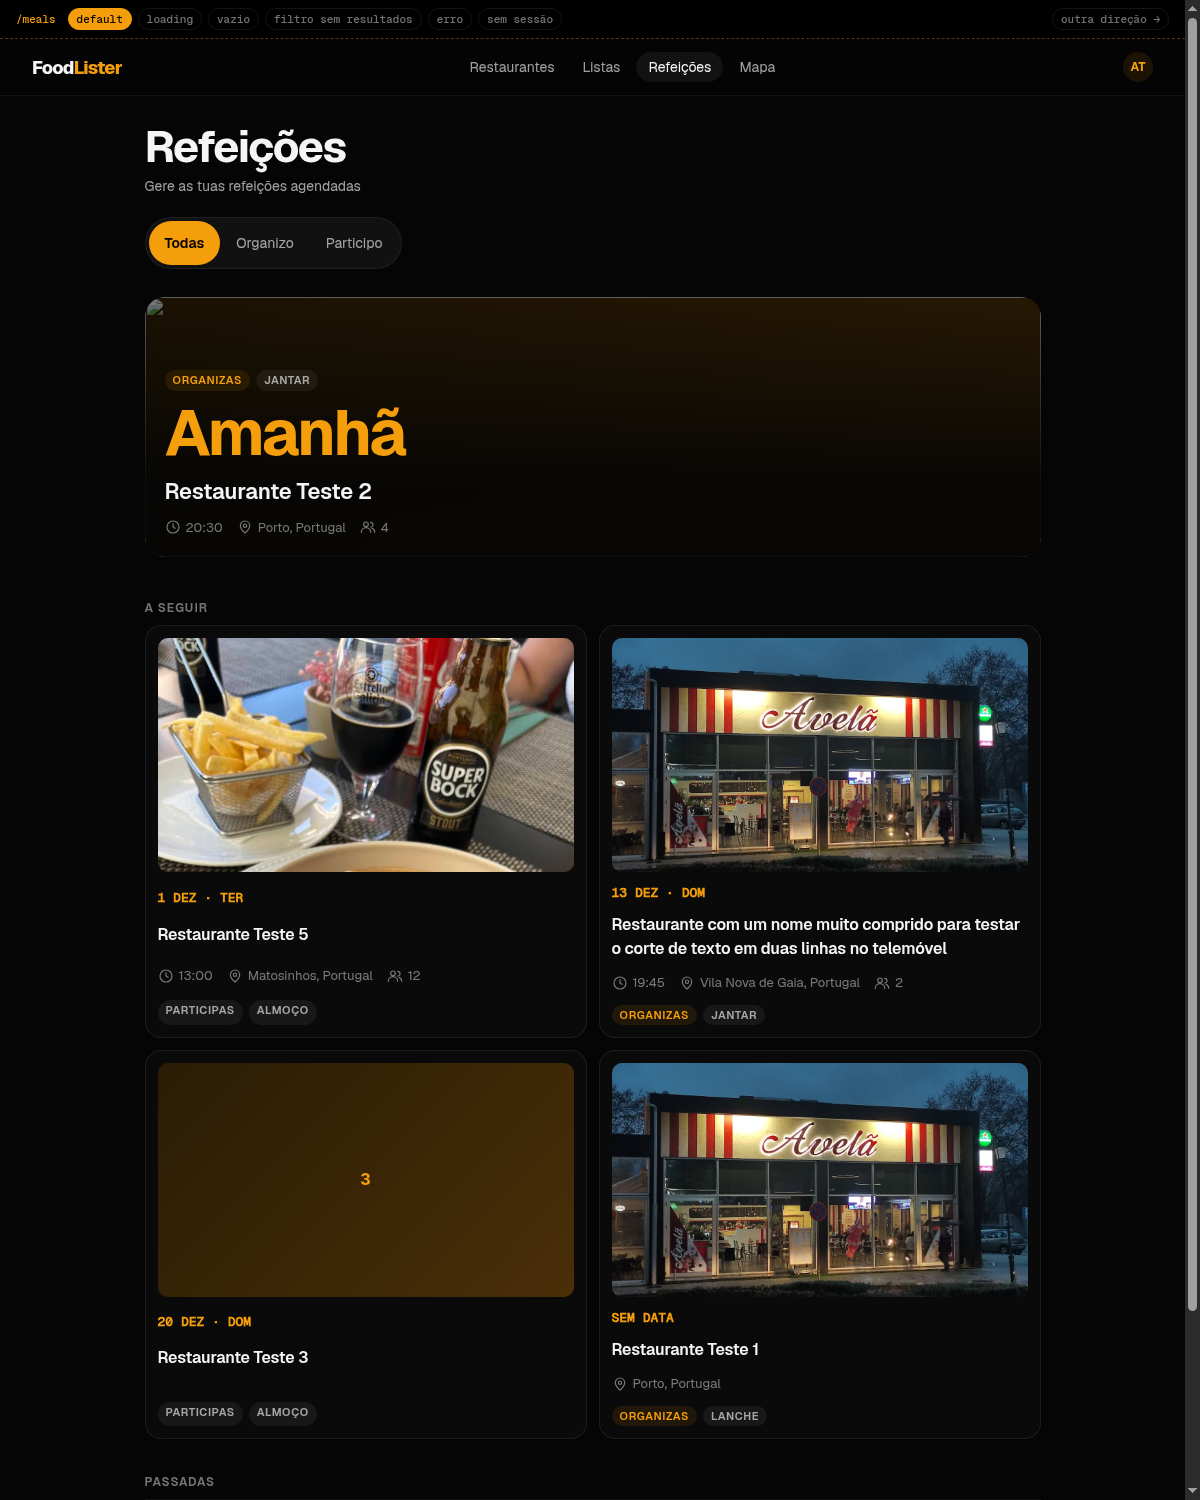 /meals default loading vazio filtro sem resultados erro sem sessão outra direção →
FoodLister Restaurantes Listas Refeições Mapa AT
Refeições
Gere as tuas refeições agendadas
Todas Organizo Participo
ORGANIZAS JANTAR
Amanhã
Restaurante Teste 2
20:30 Porto, Portugal 4
A SEGUIR
Estrella Galicia
SUPER BOCK
STOUT
1 DEZ · TER
Restaurante Teste 5
13:00 Matosinhos, Portugal 12
PARTICIPAS ALMOÇO
Avelã
Avelã
13 DEZ · DOM
Restaurante com um nome muito comprido para testar
o corte de texto em duas linhas no telemóvel
19:45 Vila Nova de Gaia, Portugal 2
ORGANIZAS JANTAR
3
20 DEZ · DOM
Restaurante Teste 3
PARTICIPAS ALMOÇO
Avelã
Avelã
SEM DATA
Restaurante Teste 1
Porto, Portugal
ORGANIZAS LANCHE
PASSADAS